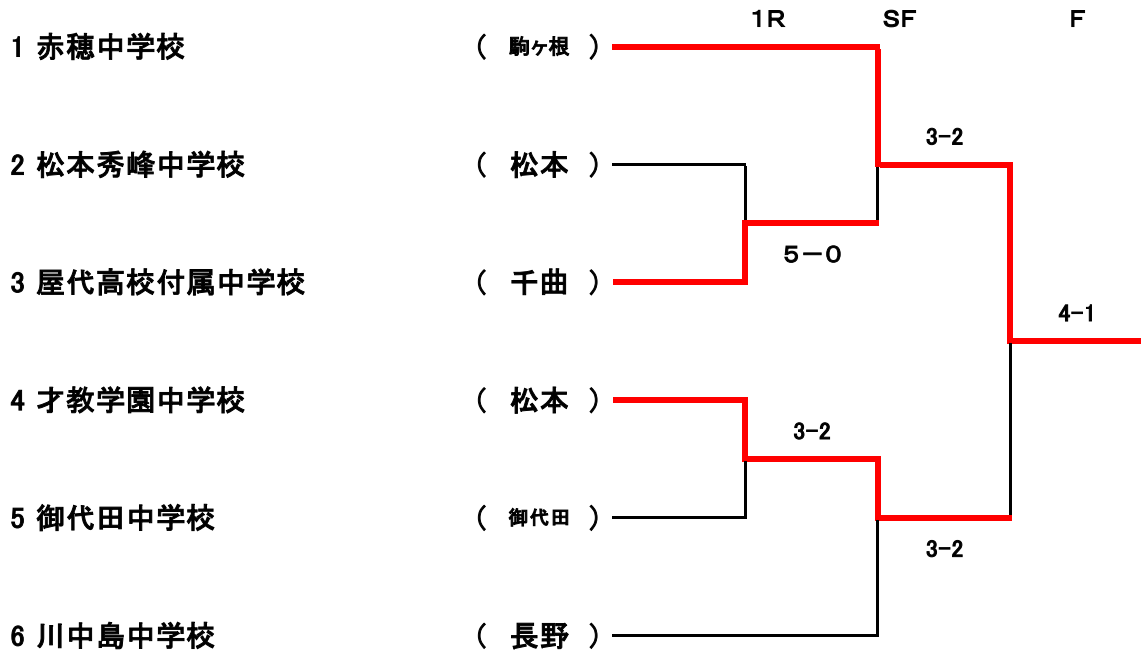 1R SF F
1 赤穂中学校 ( 駒ヶ根 )
3-2
2 松本秀峰中学校 ( 松本 )
5-0
3 屋代高校付属中学校 ( 千曲 )
4-1
4 才教学園中学校 ( 松本 )
3-2
5 御代田中学校 ( 御代田 )
3-2
6 川中島中学校 ( 長野 )